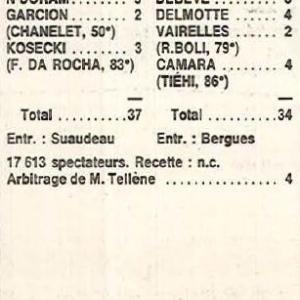 GARCION ........ 2 DELMOTTE ........ 4
(CHANELET, 50°) VAIRELLES ....... 2
KOSECKI ......... 3 (R.BOLI, 79°)
(F. DA ROCHA, 83°) CAMARA ......... 4
(TIÉHI, 86°)
Total ..........37 Total ..........34
Entr. : Suaudeau Entr. : Bergues
17 613 spectateurs. Recette : n.c.
Arbitrage de M. Tellène ................ 4